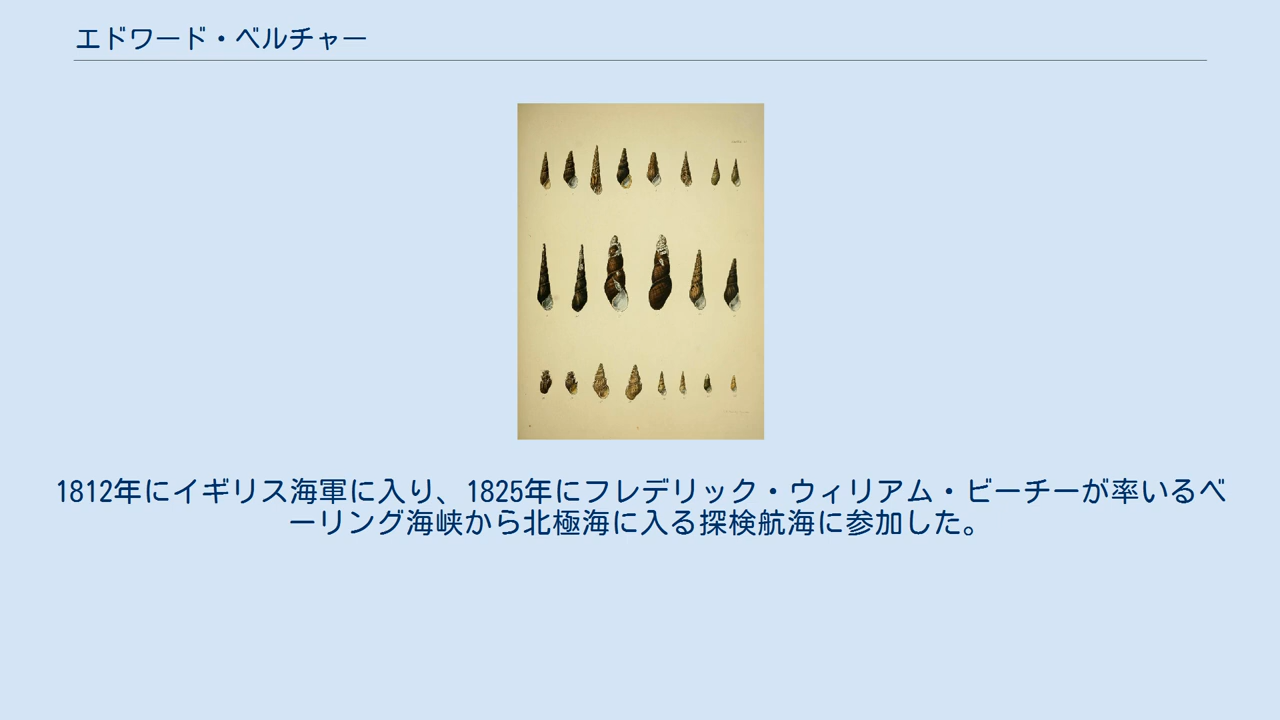 エドワード・ベルチャー
1812年にイギリス海軍に入り、1825年にフレデリック・ウィリアム・ビーチーが率いるベ
ーリング海峡から北極海に入る探検航海に参加した。